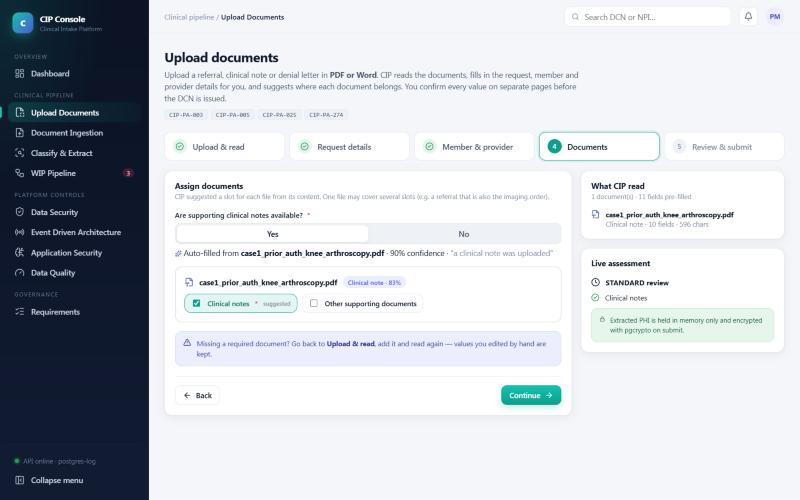 C
CIP Console
Clinical Intake Platform
OVERVIEW
Dashboard
CLINICAL PIPELINE
Upload Documents
Document Ingestion
Classify & Extract
WIP Pipeline 3
PLATFORM CONTROLS
Data Security
Event Driven Architecture
Application Security
Data Quality
GOVERNANCE
Requirements
API online · postgres-log
Collapse menu
Clinical pipeline / Upload Documents
Search DCN or NPI...
PM
Upload documents
Upload a referral, clinical note or denial letter in PDF or Word. CIP reads the documents, fills in the request, member and
provider details for you, and suggests where each document belongs. You confirm every value on separate pages before
the DCN is issued.
CIP-PA-003 CIP-PA-005 CIP-PA-025 CIP-PA-274
Upload & read
Request details
Member & provider
4 Documents
5 Review & submit
Assign documents
CIP suggested a slot for each file from its content. One file may cover several slots (e.g. a referral that is also the imaging order).
Are supporting clinical notes available? *
Yes No
Auto-filled from case1_prior_auth_knee_arthroscopy.pdf · 90% confidence · "a clinical note was uploaded"
case1_prior_auth_knee_arthroscopy.pdf Clinical note · 83%
Clinical notes * suggested Other supporting documents
Missing a required document? Go back to Upload & read, add it and read again — values you edited by hand are
kept.
Back
Continue
What CIP read
1 document(s) · 11 fields pre-filled
case1_prior_auth_knee_arthroscopy.pdf
Clinical note · 10 fields · 596 chars
Live assessment
STANDARD review
Clinical notes
Extracted PHI is held in memory only and encrypted
with pgcrypto on submit.